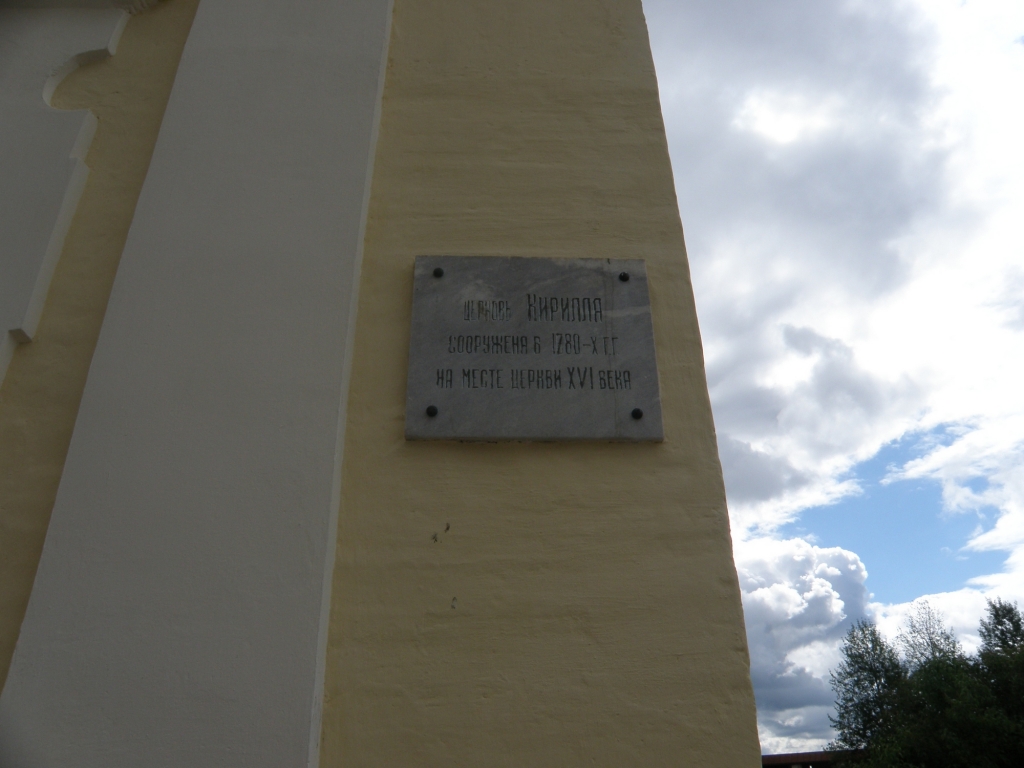 церковь Кирилла
сооружена в 1780-х гг
на месте церкви XVI века